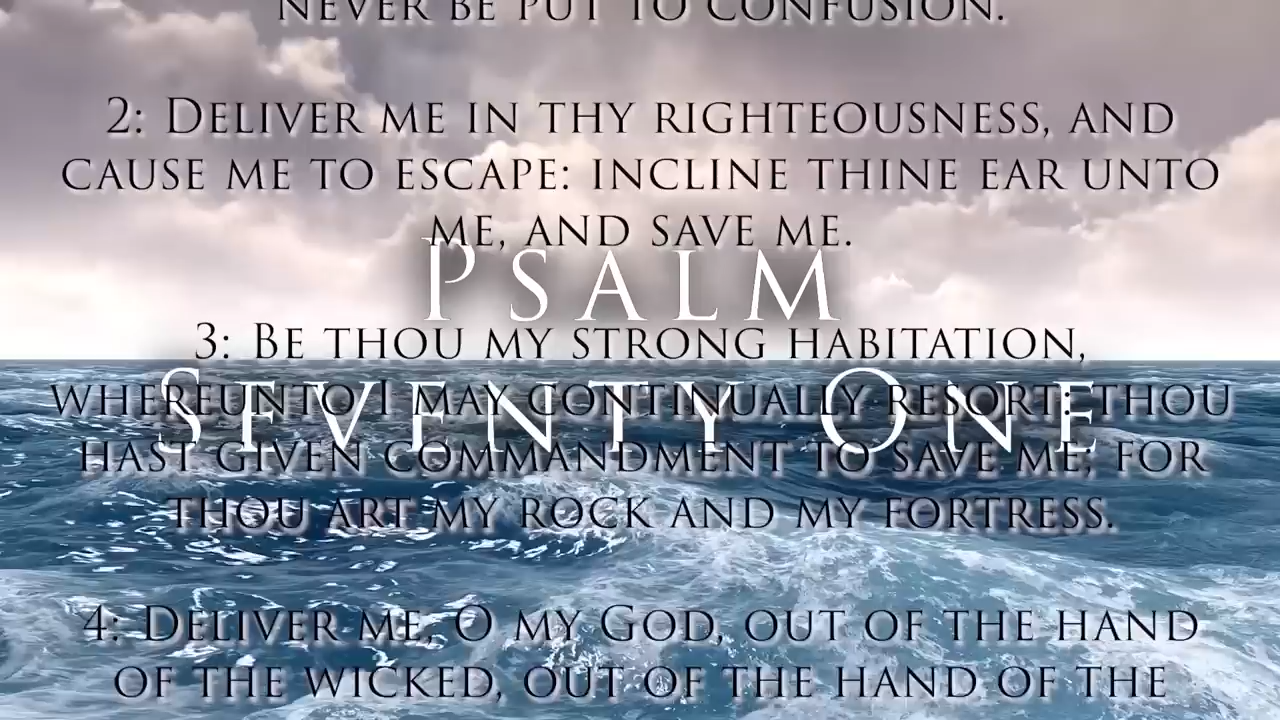 NEVER BE PUT TO CONFUSION.
2: DELIVER ME IN THY RIGHTEOUSNESS, AND
CAUSE ME TO ESCAPE: INCLINE THINE EAR UNTO
ME, AND SAVE ME.
PSALM
3: BE THOU MY STRONG HABITATION,
SEVENTY ONE
WHEREUNTO I MAY CONTINUALLY RESORT: THOU
HAST GIVEN COMMANDMENT TO SAVE ME; FOR
THOU ART MY ROCK AND MY FORTRESS.
4: DELIVER ME, O MY GOD, OUT OF THE HAND
OF THE WICKED, OUT OF THE HAND OF THE